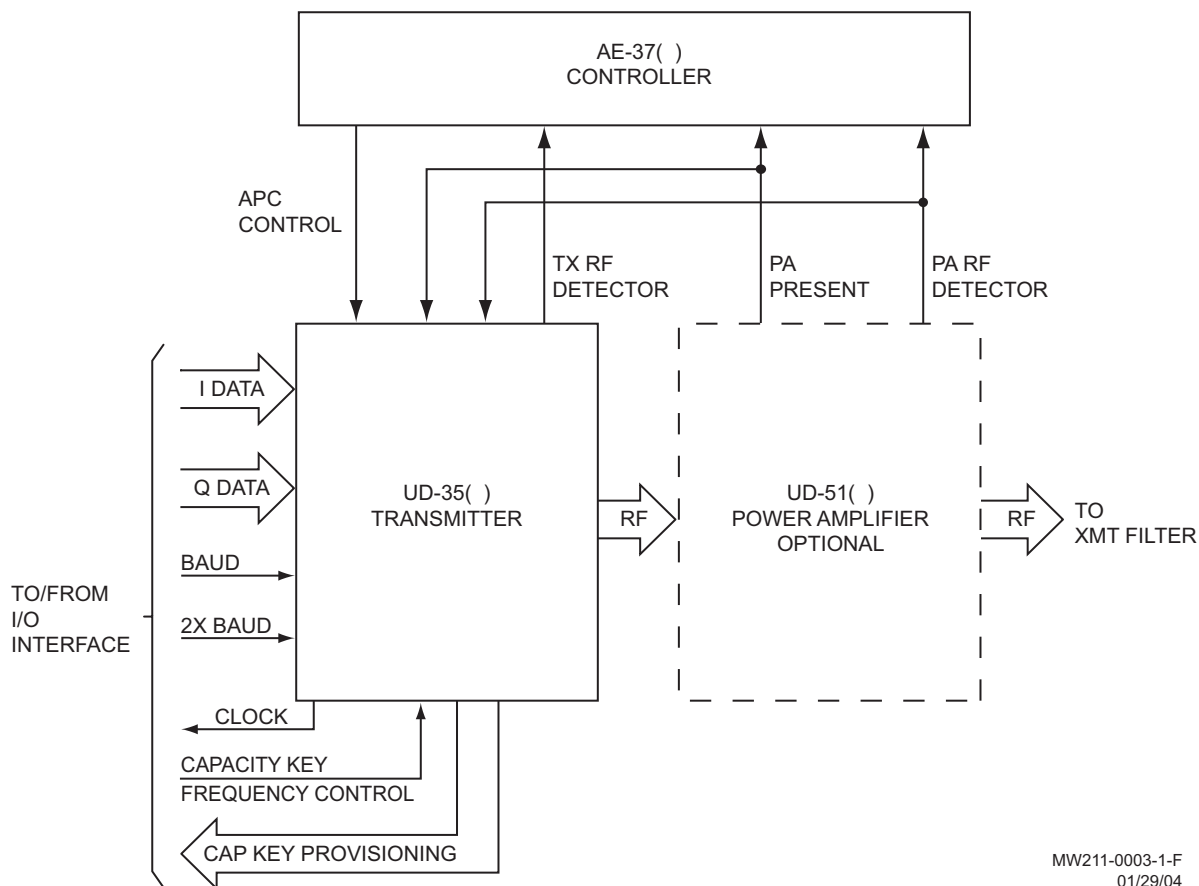 AE-37( )
CONTROLLER
APC
CONTROL
TX RF
DETECTOR
PA
PRESENT
PA RF
DETECTOR
I DATA
Q DATA
BAUD
2X BAUD
TO/FROM
I/O
INTERFACE
UD-35( )
TRANSMITTER
RF
UD-51( )
POWER AMPLIFIER
OPTIONAL
RF
TO
XMT FILTER
CLOCK
CAPACITY KEY
FREQUENCY CONTROL
CAP KEY PROVISIONING
MW211-0003-1-F
01/29/04